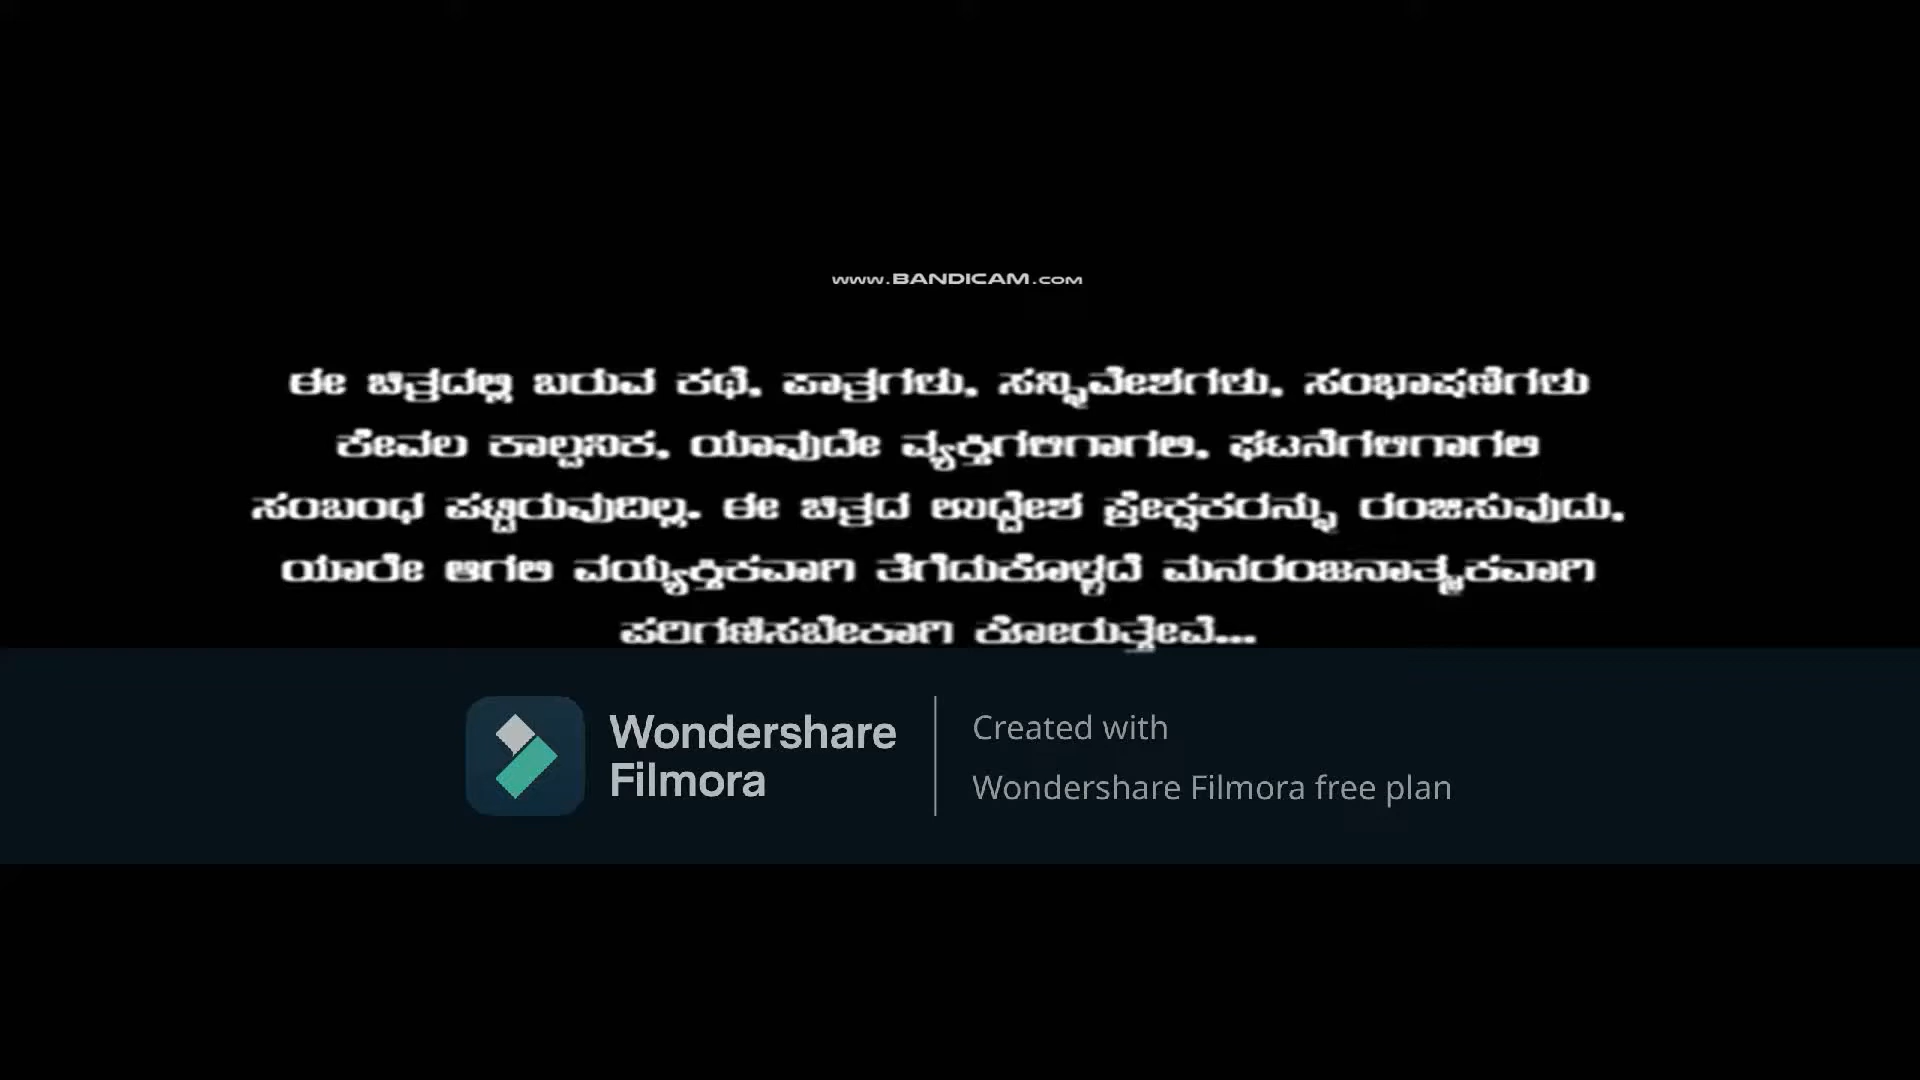 www.BANDICAM.com
ಈ ಚಿತ್ರದಲ್ಲಿ ಬರುವ ಕಥೆ. ಪಾತ್ರಗಳು. ಸನ್ನಿವೇಶಗಳು. ಸಂಭಾಷಣೆಗಳು
ಕೇವಲ ಕಾಲ್ಪನಿಕ. ಯಾವುದೇ ವ್ಯಕ್ತಿಗಳಿಗಾಗಲಿ. ಘಟನೆಗಳಿಗಾಗಲಿ
ಸಂಬಂಧ ಪಟ್ಟಿರುವುದಿಲ್ಲ. ಈ ಚಿತ್ರದ ಉದ್ದೇಶ ಪ್ರೇಕ್ಷಕರನ್ನು ರಂಜಿಸುವುದು.
ಯಾರೇ ಆಗಲಿ ವಯ್ಯಕ್ತಿಕವಾಗಿ ತೆಗೆದುಕೊಳ್ಳದೆ ಮನರಂಜನಾತ್ಮಕವಾಗಿ
ಪರಿಗಣಿಸಬೇಕಾಗಿ ಕೋರುತ್ತೇವೆ...
Wondershare
Filmora
Created with
Wondershare Filmora free plan